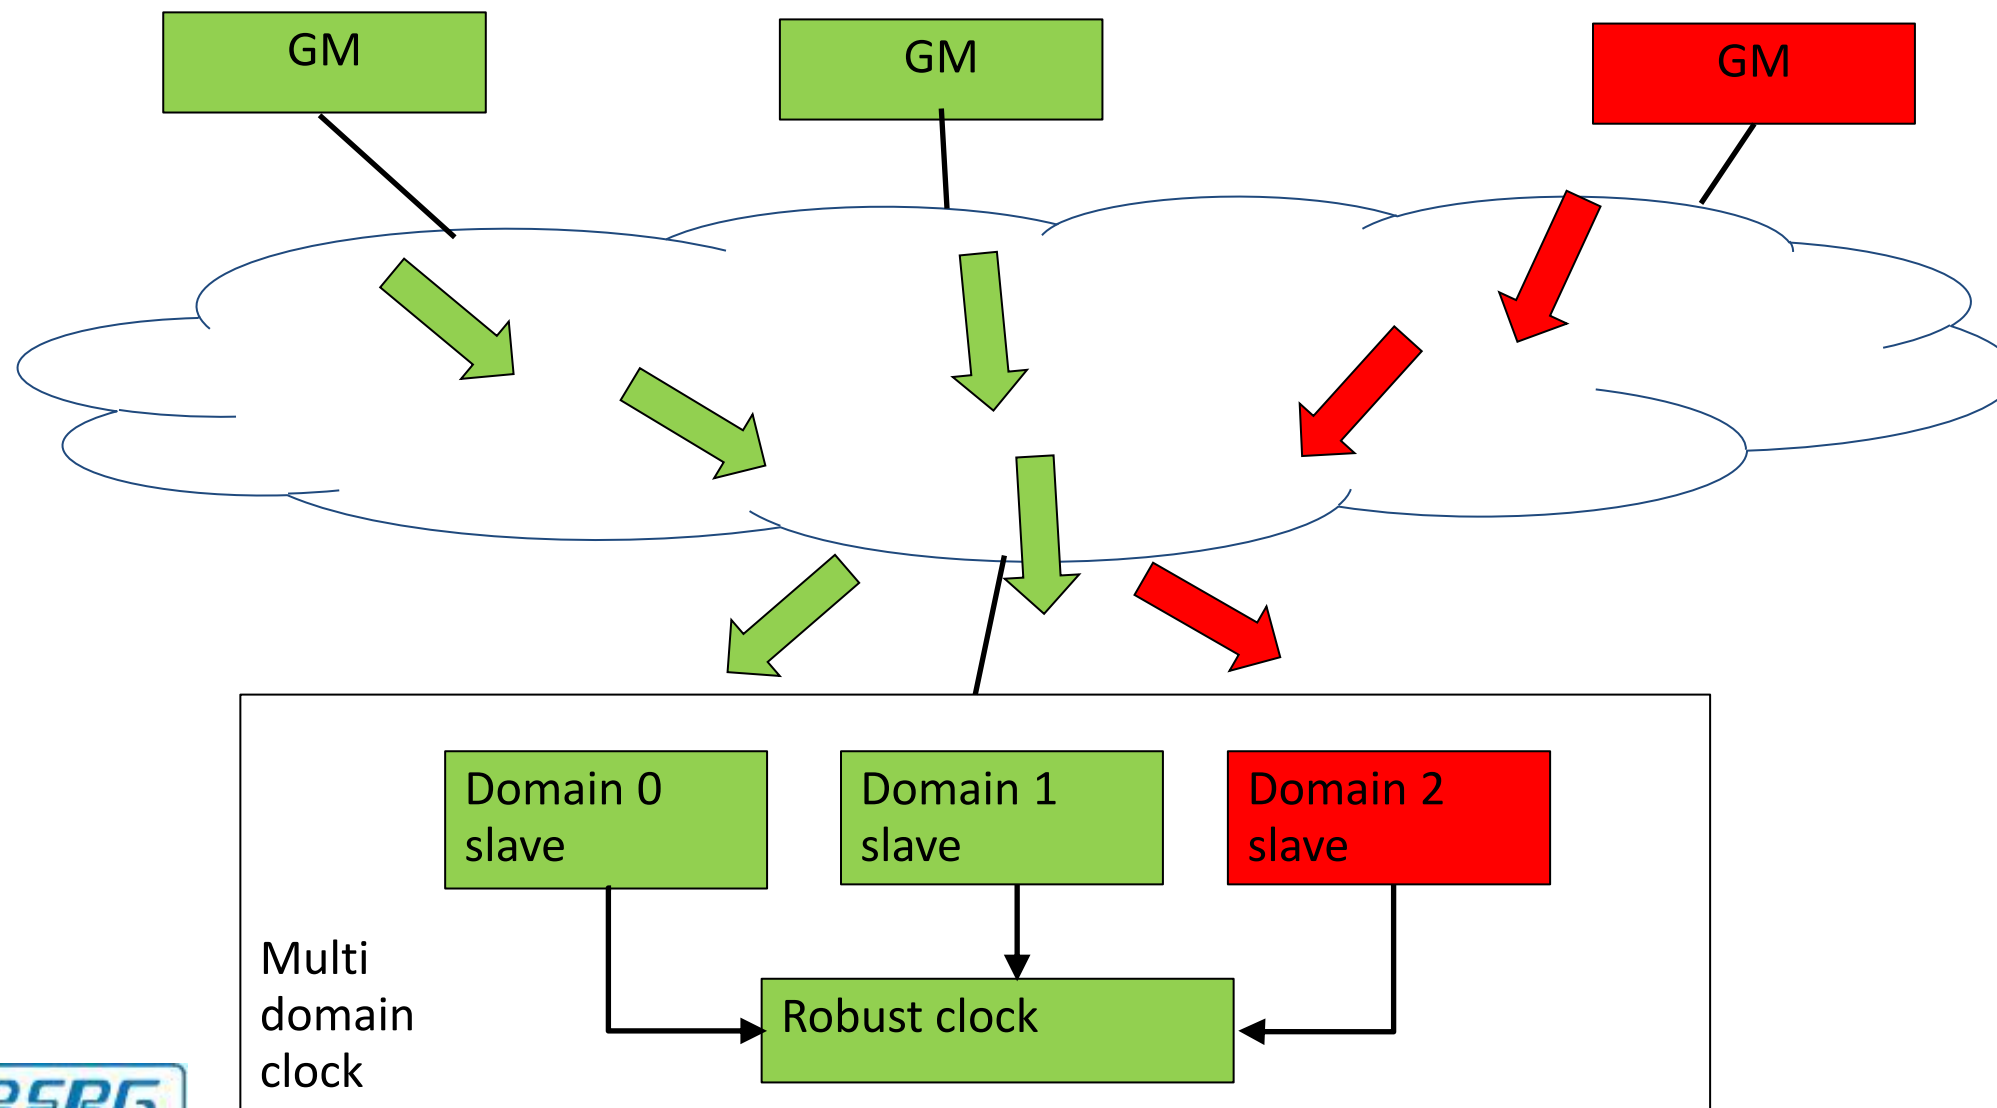 GM
GM
GM
Domain 0
slave
Domain 1
slave
Domain 2
slave
Robust clock
Multi
domain
clock